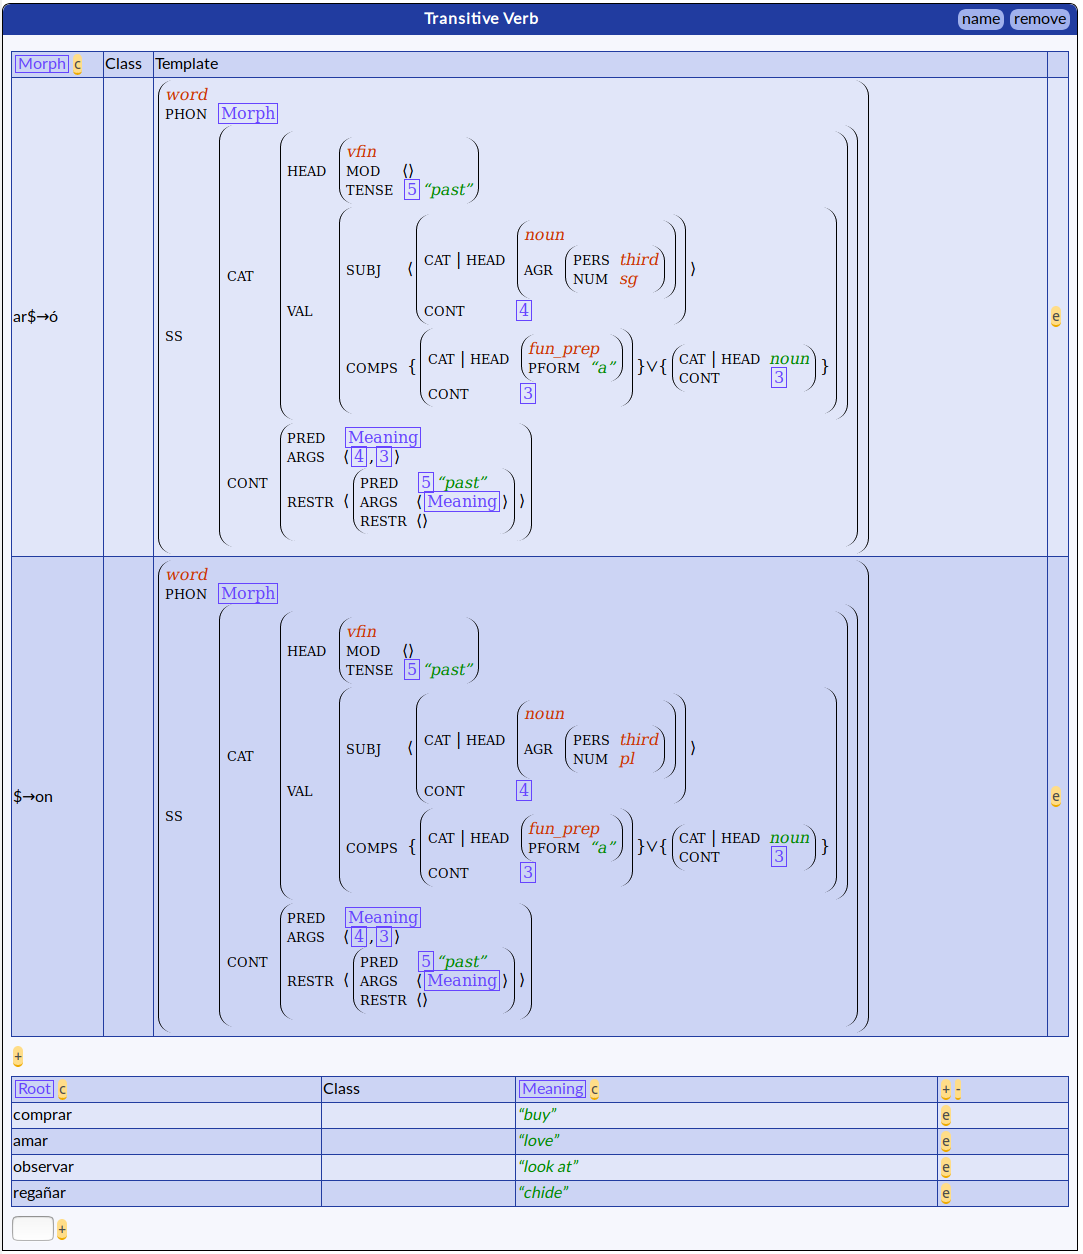 Transitive Verb name remove
Morph c Class Template
word
PHON Morph
vfin
HEAD MOD ⟨⟩
TENSE 5 “past”
noun
CAT | HEAD PERS third
SUBJ ⟨ AGR NUM sg ⟩
CAT
VAL CONT 4
ar$→ó e
SS
fun_prep
CAT | HEAD PFORM “a” CAT | HEAD noun
COMPS { }∨{ CONT 3 }
CONT 3
PRED Meaning
ARGS ⟨4,3⟩
CONT PRED 5 “past”
RESTR ⟨ ARGS ⟨Meaning⟩ ⟩
RESTR ⟨⟩
word
PHON Morph
vfin
HEAD MOD ⟨⟩
TENSE 5 “past”
noun
CAT | HEAD PERS third
SUBJ ⟨ AGR NUM pl ⟩
CAT
VAL CONT 4
$→on e
SS
fun_prep
CAT | HEAD PFORM “a” CAT | HEAD noun
COMPS { }∨{ CONT 3 }
CONT 3
PRED Meaning
ARGS ⟨4,3⟩
CONT PRED 5 “past”
RESTR ⟨ ARGS ⟨Meaning⟩ ⟩
RESTR ⟨⟩
+
Root c Class Meaning c + -
comprar “buy” e
amar “love” e
observar “look at” e
regañar “chide” e
+